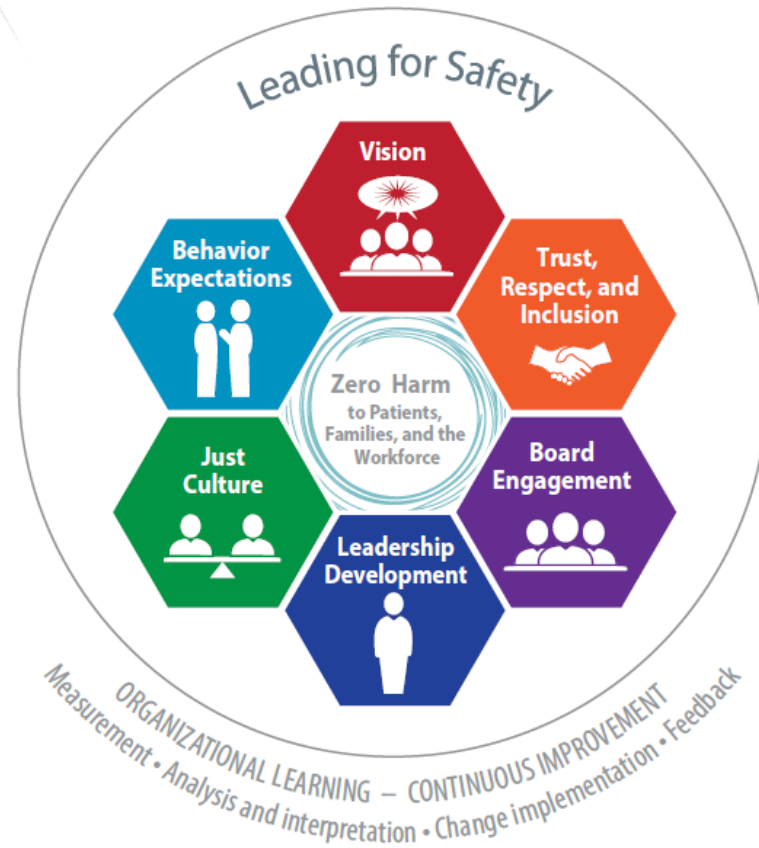 Leading for Safety
Vision
Trust,
Respect, and
Inclusion
Board
Engagement
Leadership
Development
Just
Culture
Behavior
Expectations
Zero Harm
to Patients,
Families, and the
Workforce
ORGANIZATIONAL LEARNING – CONTINUOUS IMPROVEMENT
Measurement • Analysis and interpretation • Change implementation • Feedback